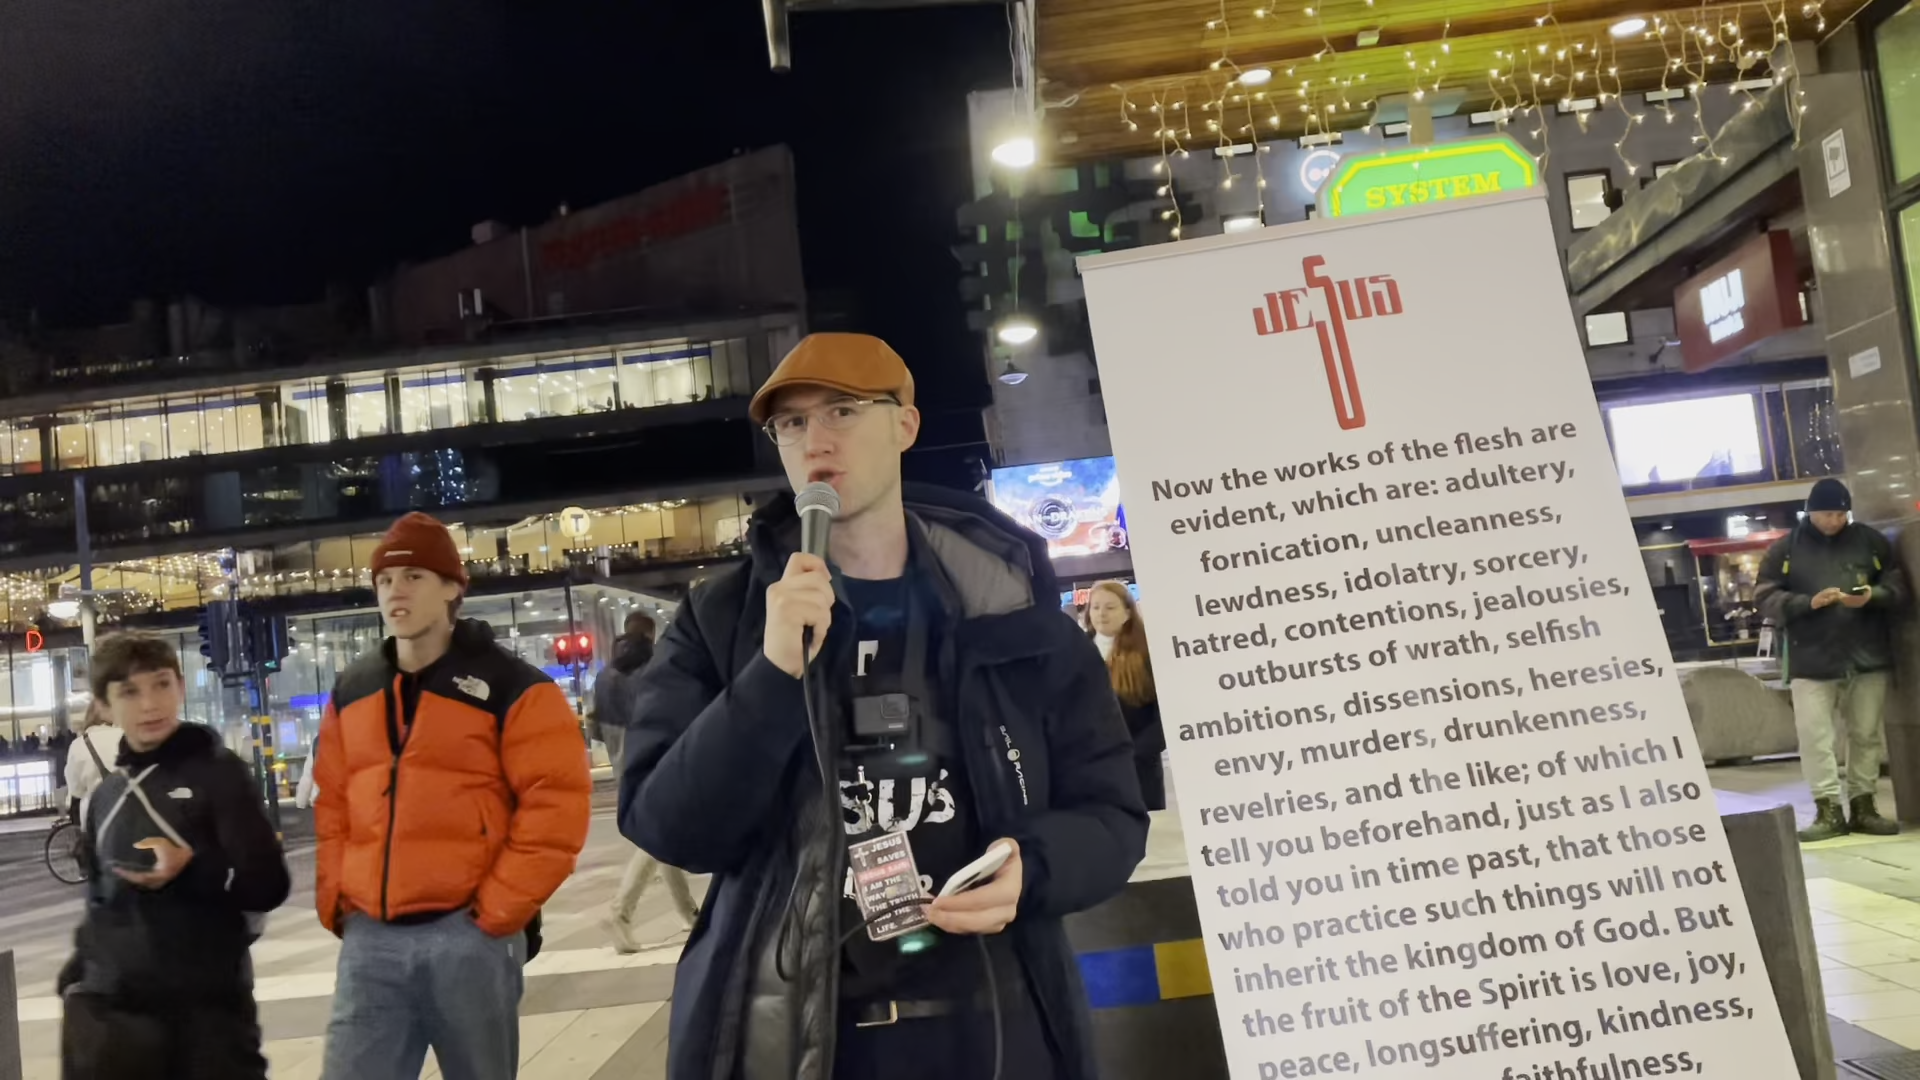 SYSTEM
JESUS
Now the works of the flesh are
evident, which are: adultery,
fornication, uncleanness,
lewdness, idolatry, sorcery,
hatred, contentions, jealousies,
outbursts of wrath, selfish
ambitions, dissensions, heresies,
envy, murders, drunkenness,
revelries, and the like; of which I
tell you beforehand, just as I also
told you in time past, that those
who practice such things will not
inherit the kingdom of God. But
the fruit of the Spirit is love, joy,
peace, longsuffering, kindness,
faithfulness,
T
D
SUS
JESUS
SAVES
I AM THE
WAY
THE TRUTH
AND THE
LIFE.
RACING